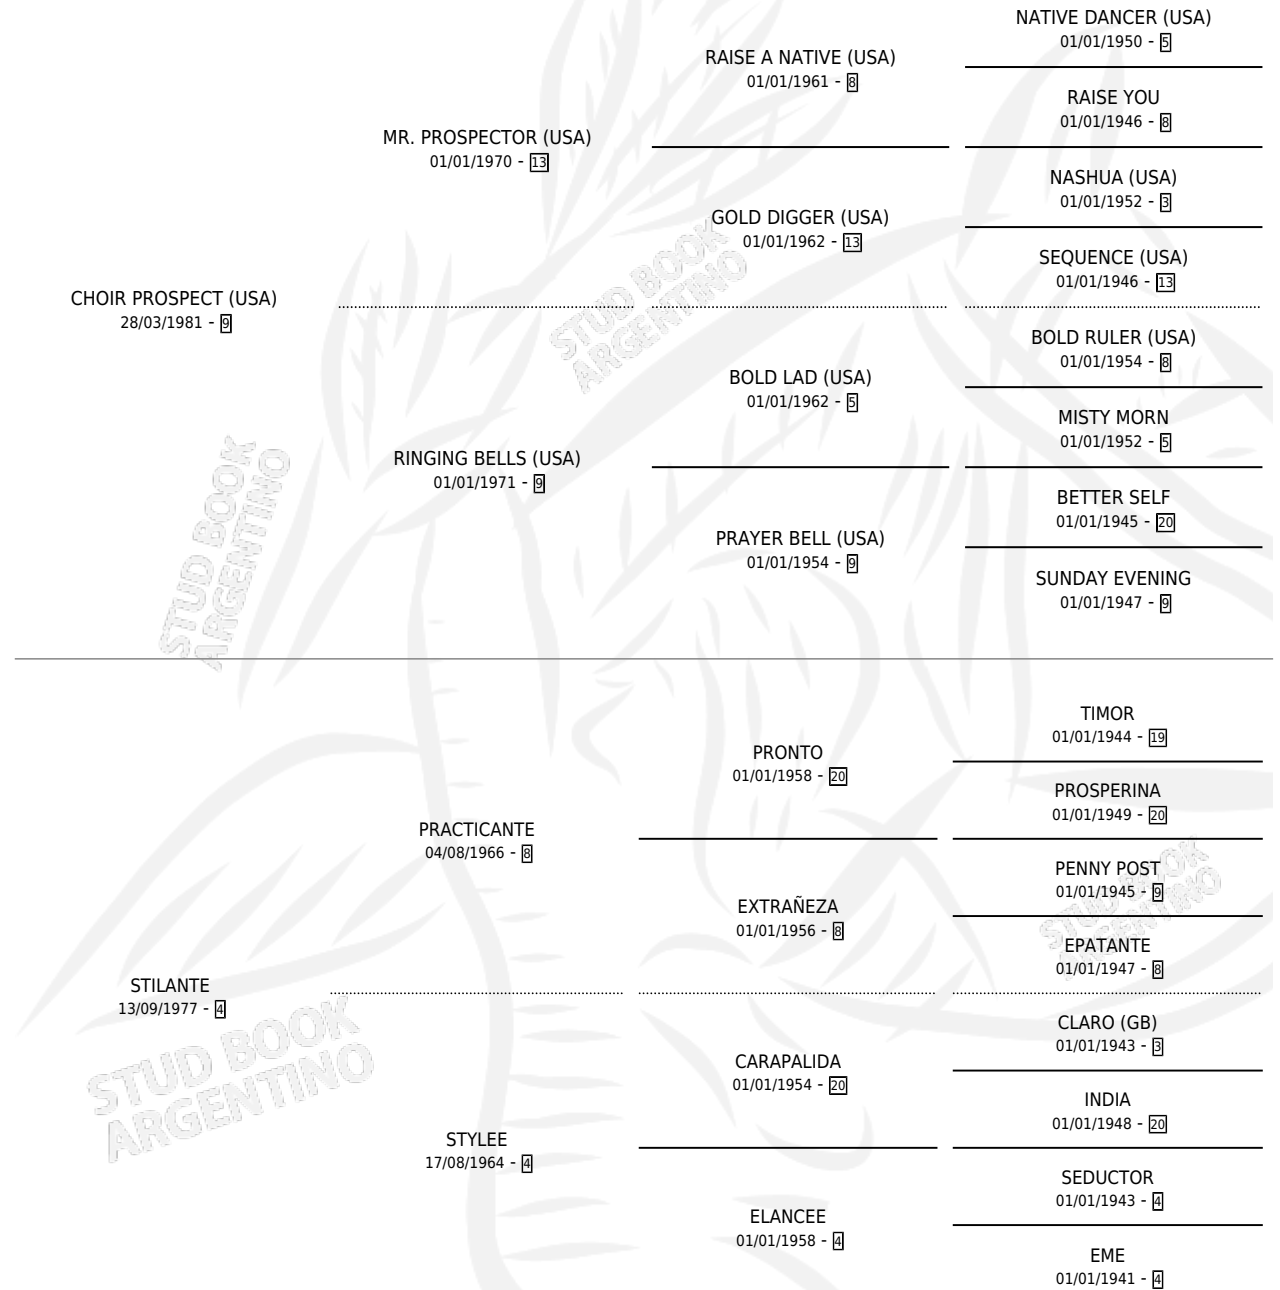 NATIVE DANCER (USA)
01/01/1950 - 5
RAISE A NATIVE (USA)
01/01/1961 - 8
RAISE YOU
01/01/1946 - 8
MR. PROSPECTOR (USA)
01/01/1970 - 13
NASHUA (USA)
01/01/1952 - 3
GOLD DIGGER (USA)
01/01/1962 - 13
SEQUENCE (USA)
01/01/1946 - 13
CHOIR PROSPECT (USA)
28/03/1981 - 9
BOLD RULER (USA)
01/01/1954 - 8
BOLD LAD (USA)
01/01/1962 - 5
MISTY MORN
01/01/1952 - 5
RINGING BELLS (USA)
01/01/1971 - 9
BETTER SELF
01/01/1945 - 20
PRAYER BELL (USA)
01/01/1954 - 9
SUNDAY EVENING
01/01/1947 - 9
STUD BOOK
ARGENTINO
STUD BOOK
ARGENTINO
TIMOR
01/01/1944 - 19
PRONTO
01/01/1958 - 20
PROSPERINA
01/01/1949 - 20
PRACTICANTE
04/08/1966 - 8
PENNY POST
01/01/1945 - 9
EXTRAÑEZA
01/01/1956 - 8
EPATANTE
01/01/1947 - 8
STUD BOOK
ARGENTINO
STILANTE
13/09/1977 - 4
CLARO (GB)
01/01/1943 - 3
CARAPALIDA
01/01/1954 - 20
INDIA
01/01/1948 - 20
STYLEE
17/08/1964 - 4
SEDUCTOR
01/01/1943 - 4
ELANCEE
01/01/1958 - 4
EME
01/01/1941 - 4
STUD BOOK
ARGENTINO